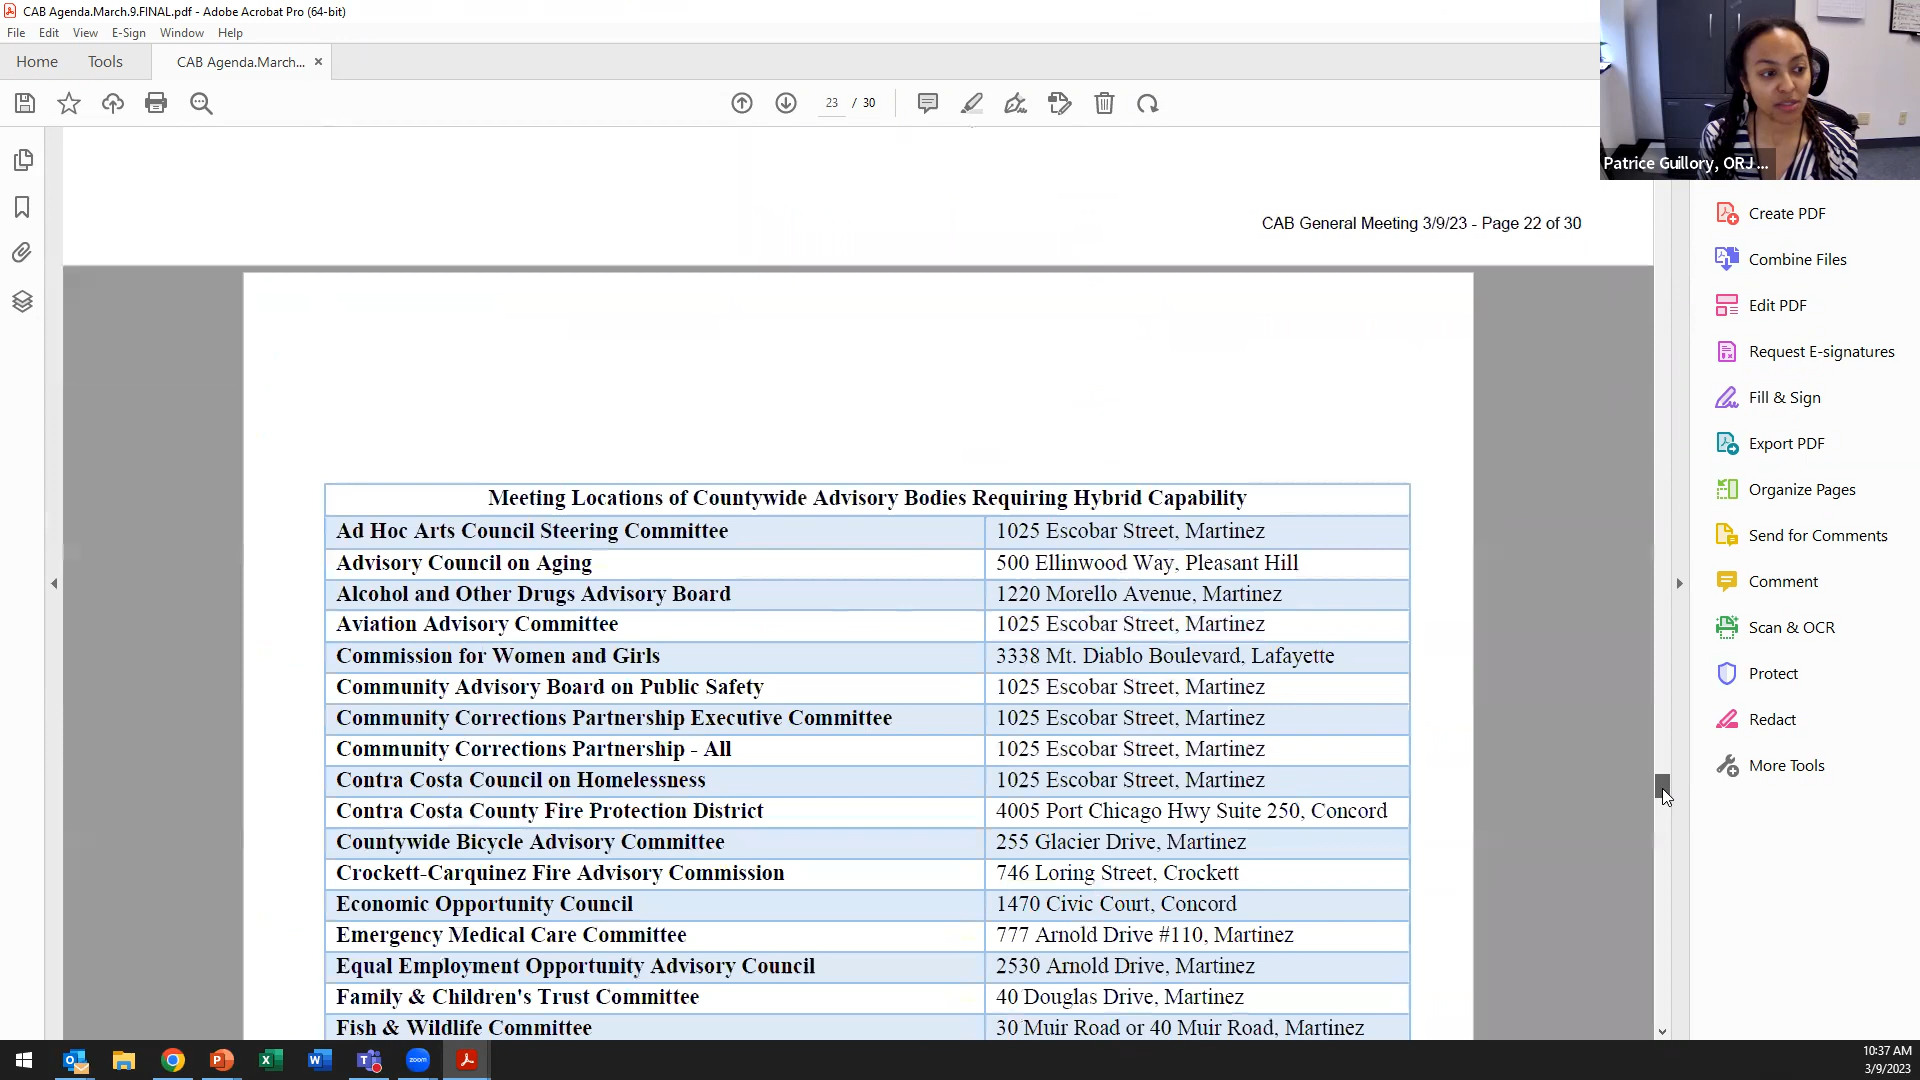 CAB Agenda.March.9.FINAL.pdf - Adobe Acrobat Pro (64-bit)
File Edit View E-Sign Window Help
Home Tools CAB Agenda.March... ×
23 / 30
Patrice Guillory, ORJ ...
CAB General Meeting 3/9/23 - Page 22 of 30
Meeting Locations of Countywide Advisory Bodies Requiring Hybrid Capability
Ad Hoc Arts Council Steering Committee 1025 Escobar Street, Martinez
Advisory Council on Aging 500 Ellinwood Way, Pleasant Hill
Alcohol and Other Drugs Advisory Board 1220 Morello Avenue, Martinez
Aviation Advisory Committee 1025 Escobar Street, Martinez
Commission for Women and Girls 3338 Mt. Diablo Boulevard, Lafayette
Community Advisory Board on Public Safety 1025 Escobar Street, Martinez
Community Corrections Partnership Executive Committee 1025 Escobar Street, Martinez
Community Corrections Partnership - All 1025 Escobar Street, Martinez
Contra Costa Council on Homelessness 1025 Escobar Street, Martinez
Contra Costa County Fire Protection District 4005 Port Chicago Hwy Suite 250, Concord
Countywide Bicycle Advisory Committee 255 Glacier Drive, Martinez
Crockett-Carquinez Fire Advisory Commission 746 Loring Street, Crockett
Economic Opportunity Council 1470 Civic Court, Concord
Emergency Medical Care Committee 777 Arnold Drive #110, Martinez
Equal Employment Opportunity Advisory Council 2530 Arnold Drive, Martinez
Family & Children's Trust Committee 40 Douglas Drive, Martinez
Fish & Wildlife Committee 30 Muir Road or 40 Muir Road, Martinez
Create PDF
Combine Files
Edit PDF
Request E-signatures
Fill & Sign
Export PDF
Organize Pages
Send for Comments
Comment
Scan & OCR
Protect
Redact
More Tools
zoom
10:37 AM
3/9/2023